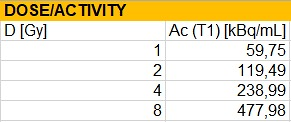 DOSE/ACTIVITY
D [Gy] Ac (T1) [kBq/mL]
1 59,75
2 119,49
4 238,99
8 477,98